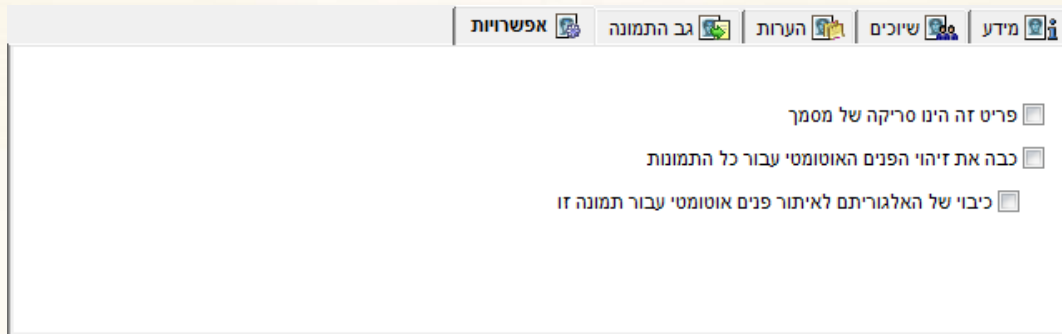 מידע שיוכים הערות גב התמונה אפשרויות
פריט זה הינו סריקה של מסמך
כבה את זיהוי הפנים האוטומטי עבור כל התמונות
כיבוי של האלגוריתם לאיתור פנים אוטומטי עבור תמונה זו